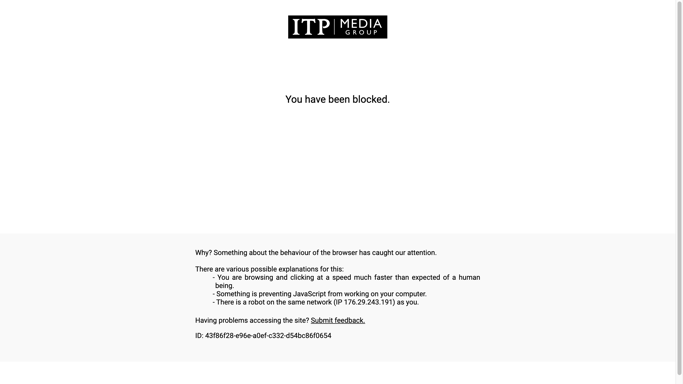 ITP MEDIA
GROUP
You have been blocked.
Why? Something about the behaviour of the browser has caught our attention.
There are various possible explanations for this:
- You are browsing and clicking at a speed much faster than expected of a human
being.
- Something is preventing JavaScript from working on your computer.
- There is a robot on the same network (IP 176.29.243.191) as you.
Having problems accessing the site? Submit feedback.
ID: 43f86f28-e96e-a0ef-c332-d54bc86f0654